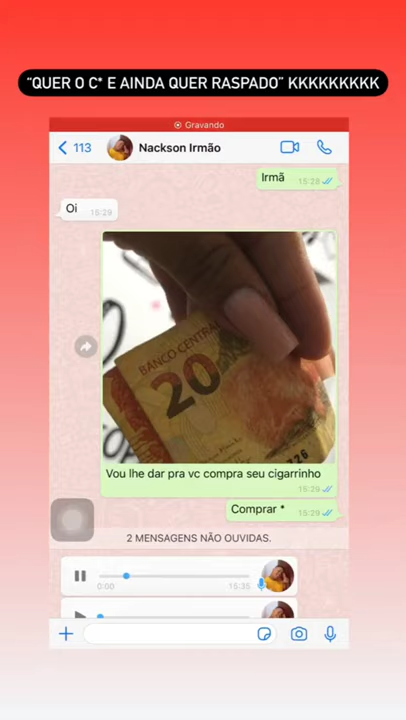 “QUER O C* E AINDA QUER RASPADO” KKKKKKKKK
Gravando
113 Nackson Irmão
Irmã
15:28
Oi
15:29
BANCO CENTRAL
20
726
Vou lhe dar pra vc compra seu cigarrinho
15:29
Comprar *
15:29
2 MENSAGENS NÃO OUVIDAS.
0:00 15:35